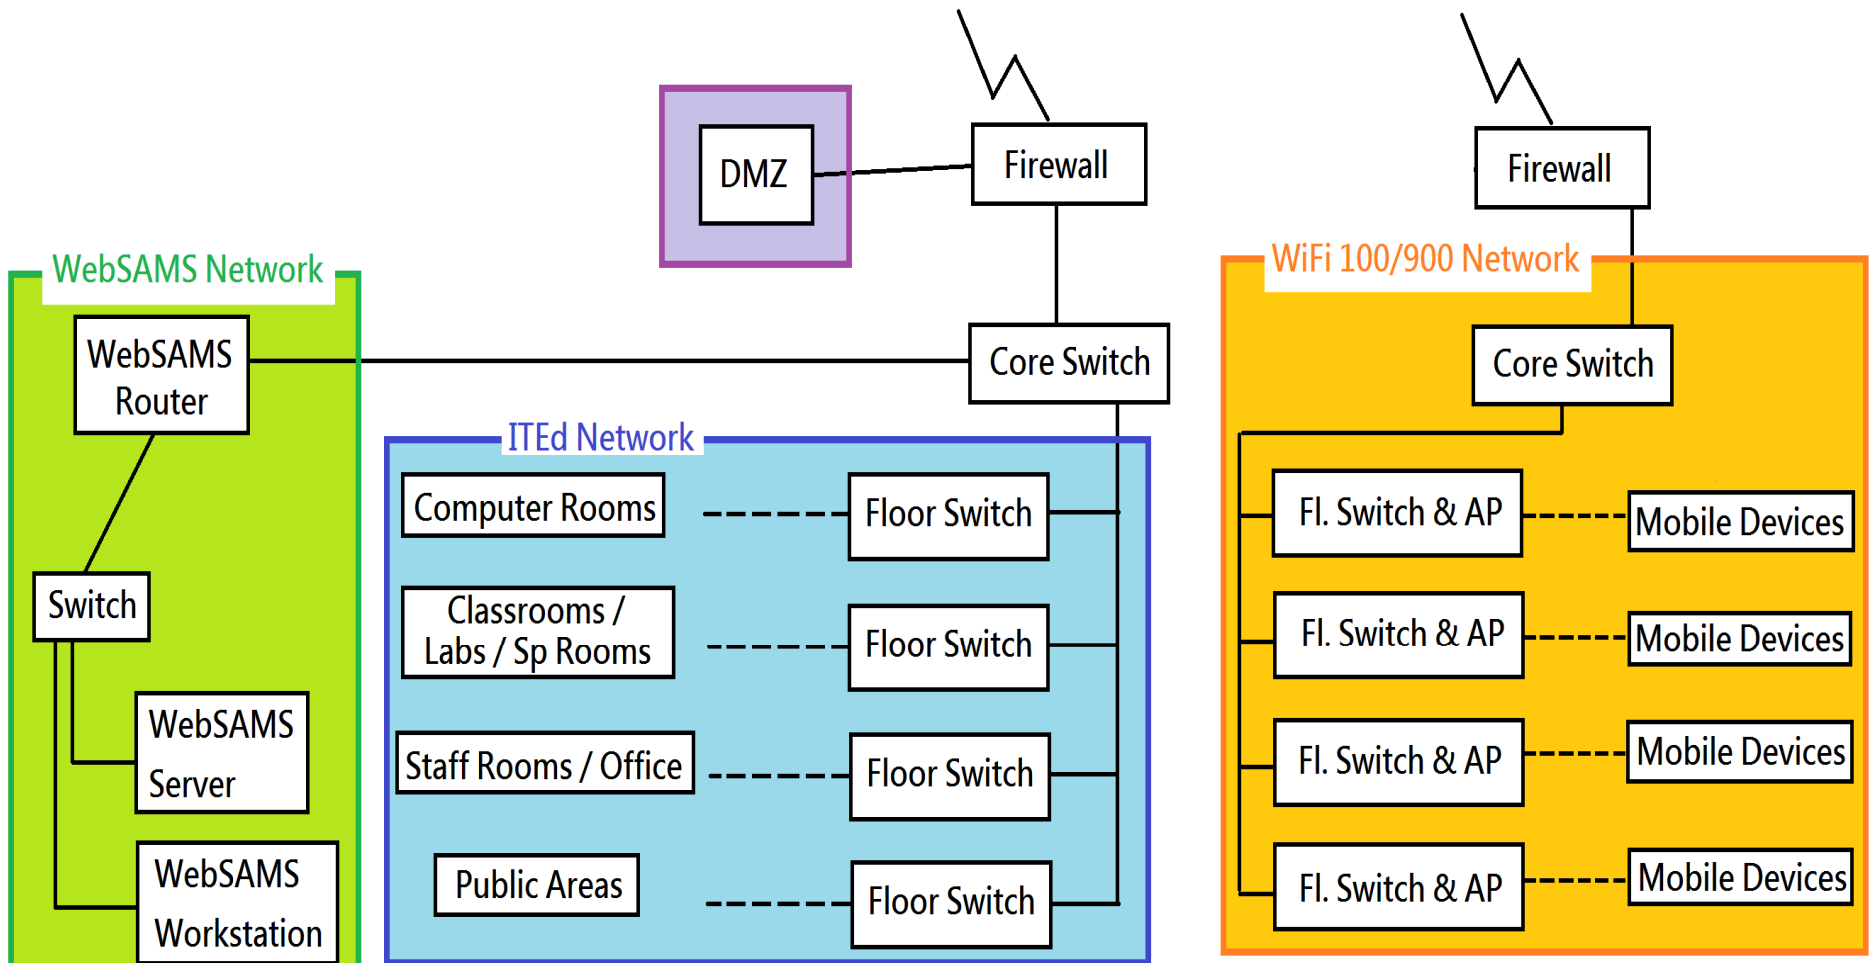 DMZ
Firewall
Firewall
WebSAMS Network
WiFi 100/900 Network
WebSAMS
Router
Core Switch
Core Switch
ITEd Network
Computer Rooms
Floor Switch
Fl. Switch & AP
Mobile Devices
Switch
Classrooms /
Labs / Sp Rooms
Floor Switch
Fl. Switch & AP
Mobile Devices
WebSAMS
Server
Staff Rooms / Office
Floor Switch
Fl. Switch & AP
Mobile Devices
WebSAMS
Workstation
Public Areas
Floor Switch
Fl. Switch & AP
Mobile Devices